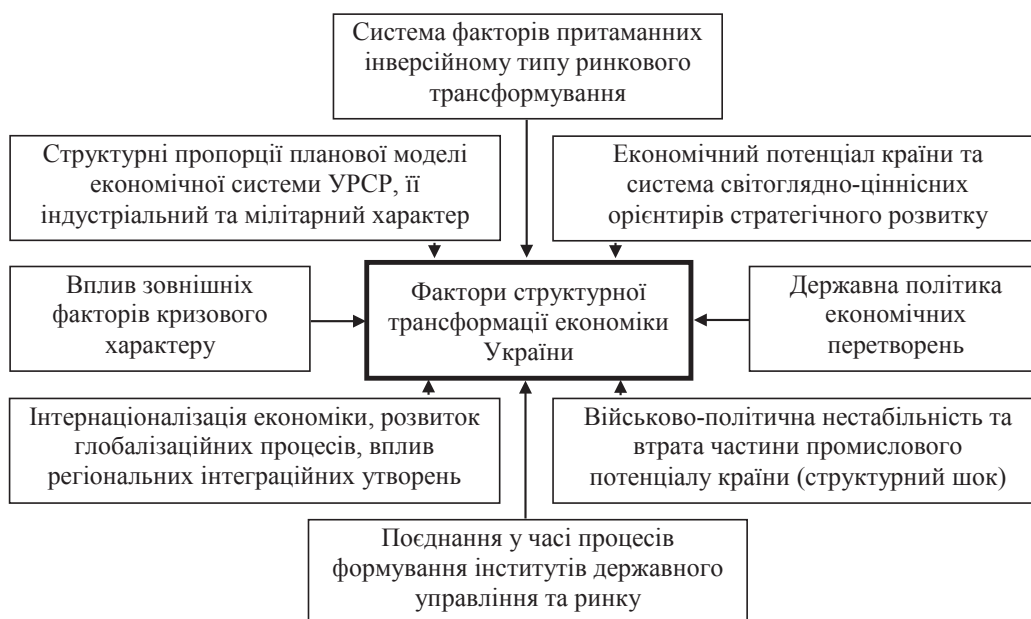 Система факторів притаманних
інверсійному типу ринкового
трансформування
Структурні пропорції планової моделі
економічної системи УРСР, її
індустріальний та мілітарний характер
Економічний потенціал країни та
система світоглядно-ціннісних
орієнтирів стратегічного розвитку
Вплив зовнішніх
факторів кризового
характеру
Фактори структурної
трансформації економіки
України
Державна політика
економічних
перетворень
Інтернаціоналізація економіки, розвиток
глобалізаційних процесів, вплив
регіональних інтеграційних утворень
Військово-політична нестабільність та
втрата частини промислового
потенціалу країни (структурний шок)
Поєднання у часі процесів
формування інститутів державного
управління та ринку